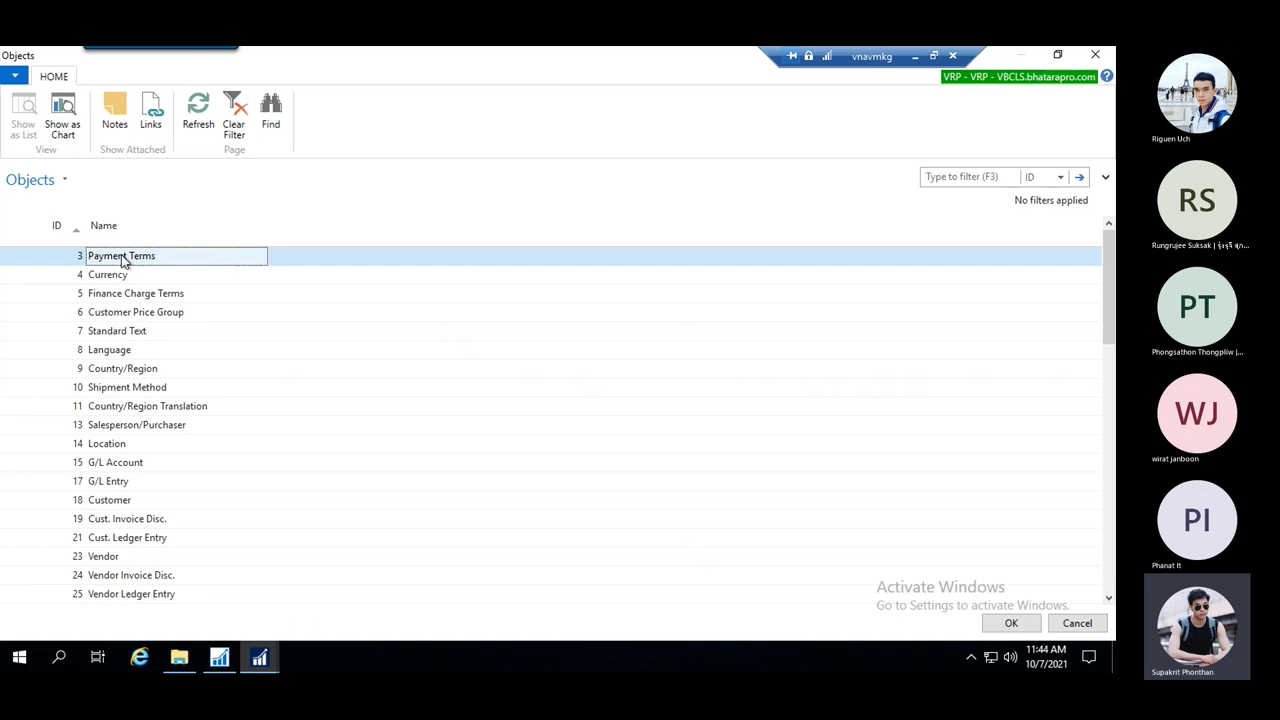 Objects
vnavmkg
HOME
VRP - VRP - VBCLS.bhatarapro.com
Show as List
Show as Chart
Notes
Links
Refresh
Clear Filter
Find
View
Show Attached
Page
Objects
Type to filter (F3)
ID
No filters applied
ID Name
3 Payment Terms
4 Currency
5 Finance Charge Terms
6 Customer Price Group
7 Standard Text
8 Language
9 Country/Region
10 Shipment Method
11 Country/Region Translation
13 Salesperson/Purchaser
14 Location
15 G/L Account
17 G/L Entry
18 Customer
19 Cust. Invoice Disc.
21 Cust. Ledger Entry
23 Vendor
24 Vendor Invoice Disc.
25 Vendor Ledger Entry
Activate Windows
Go to Settings to activate Windows.
OK
Cancel
11:44 AM
10/7/2021
Riguen Uch
RS
Rungrujee Suksak |
PT
Phongsathon Thongpliw |...
WJ
wirat janboon
PI
Phanat It
Supakrit Phonthan